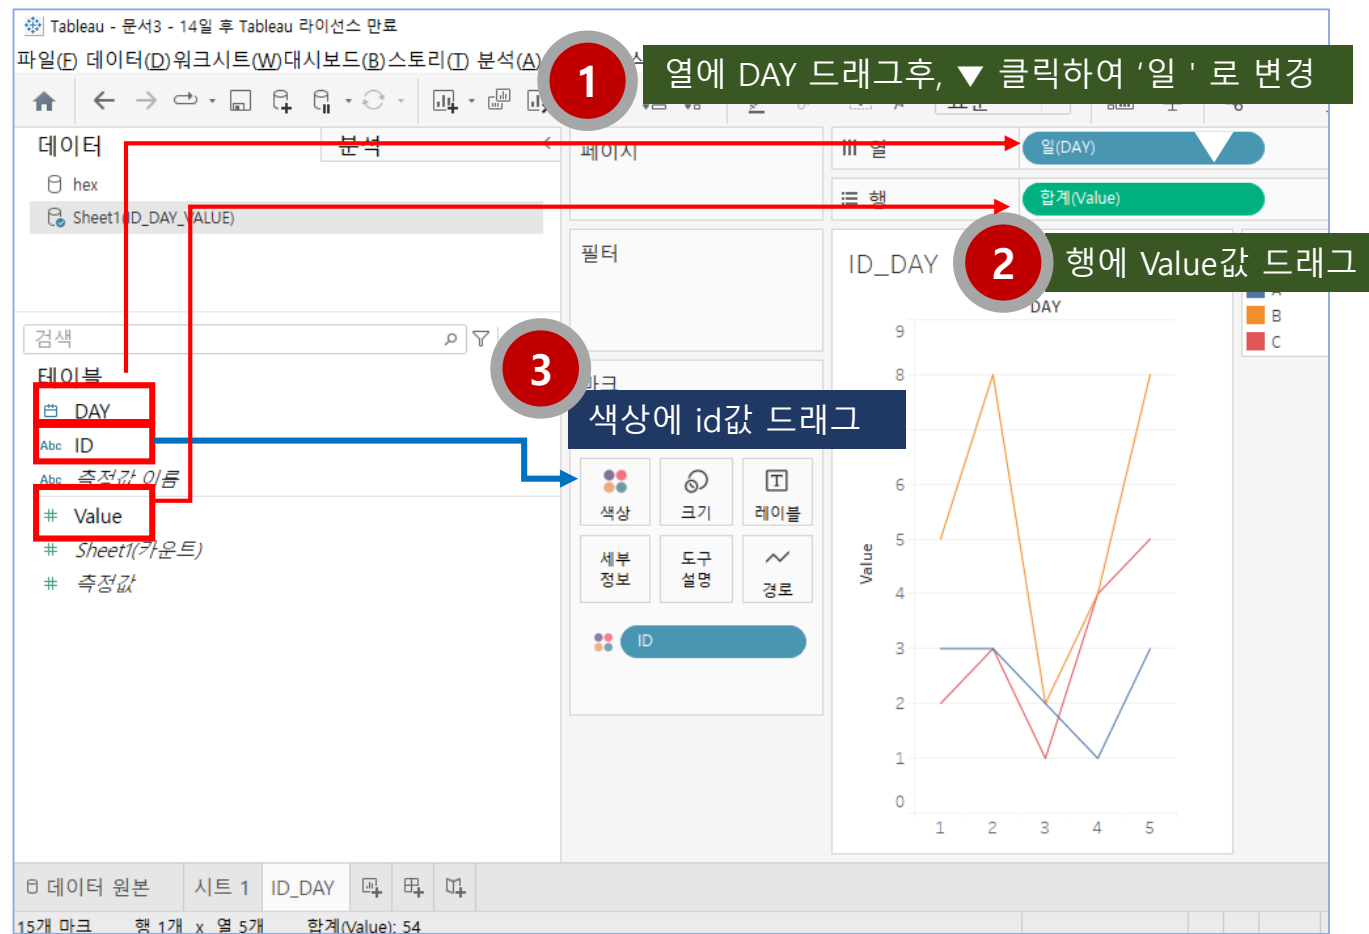 Tableau - 문서3 - 14일 후 Tableau 라이선스 만료
파일(F) 데이터(D) 워크시트(W) 대시보드(B) 스토리(T) 분석(A)
1
열에 DAY 드래그후, ▼ 클릭하여 ‘일 ' 로 변경
표준
데이터
분석
페이지
열
일(DAY)
hex
행
합계(Value)
Sheet1(ID_DAY_VALUE)
필터
ID_DAY
2
행에 Value값 드래그
DAY
A
B
C
검색
3
테이블
마크
색상에 id값 드래그
DAY
Abc ID
Abc 측정값 이름
# Value
# Sheet1(카운트)
# 측정값
색상
크기
레이블
세부 정보
도구 설명
경로
ID
Value
9
8
6
5
4
3
2
1
0
1 2 3 4 5
데이터 원본
시트 1
ID_DAY
15개 마크 행 1개 x 열 5개 합계(Value): 54